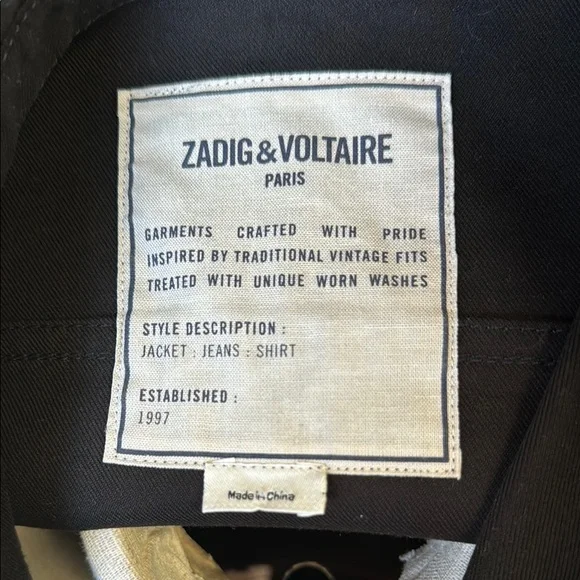 ZADIG&VOLTAIRE
PARIS
GARMENTS CRAFTED WITH PRIDE
INSPIRED BY TRADITIONAL VINTAGE FITS
TREATED WITH UNIQUE WORN WASHES
STYLE DESCRIPTION :
JACKET : JEANS : SHIRT
ESTABLISHED :
1997
Made in China